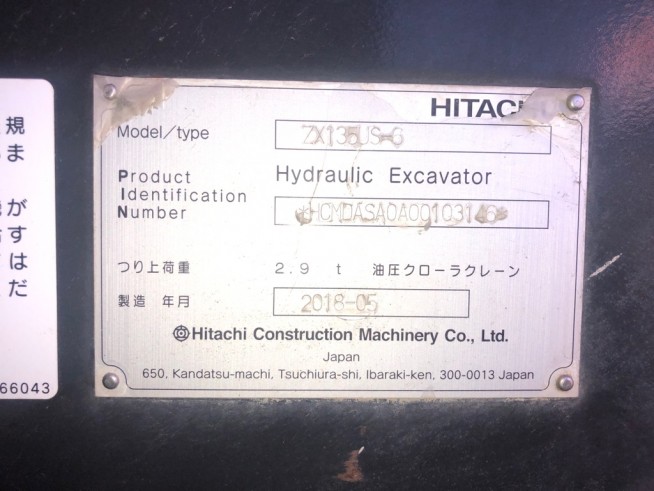 規
ま
が
す
は
だ
66043
HITAC
Model/type ZX135US-6
Product Identification Number
Hydraulic Excavator
*HCMDASA0A00103146*
つり上荷重 2.9 t 油圧クローラクレーン
製造 年月 2018-05
Hitachi Construction Machinery Co., Ltd.
Japan
650, Kandatsu-machi, Tsuchiura-shi, Ibaraki-ken, 300-0013 Japan